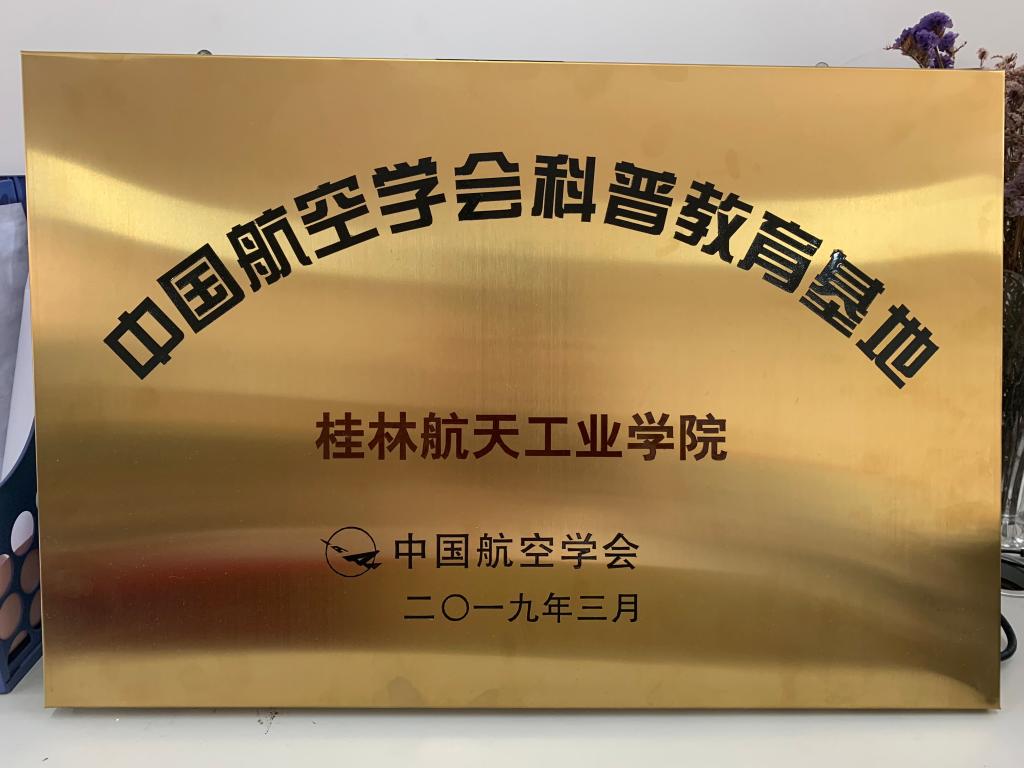 中国航空学会科普教育基地
桂林航天工业学院
中国航空学会
二〇一九年三月